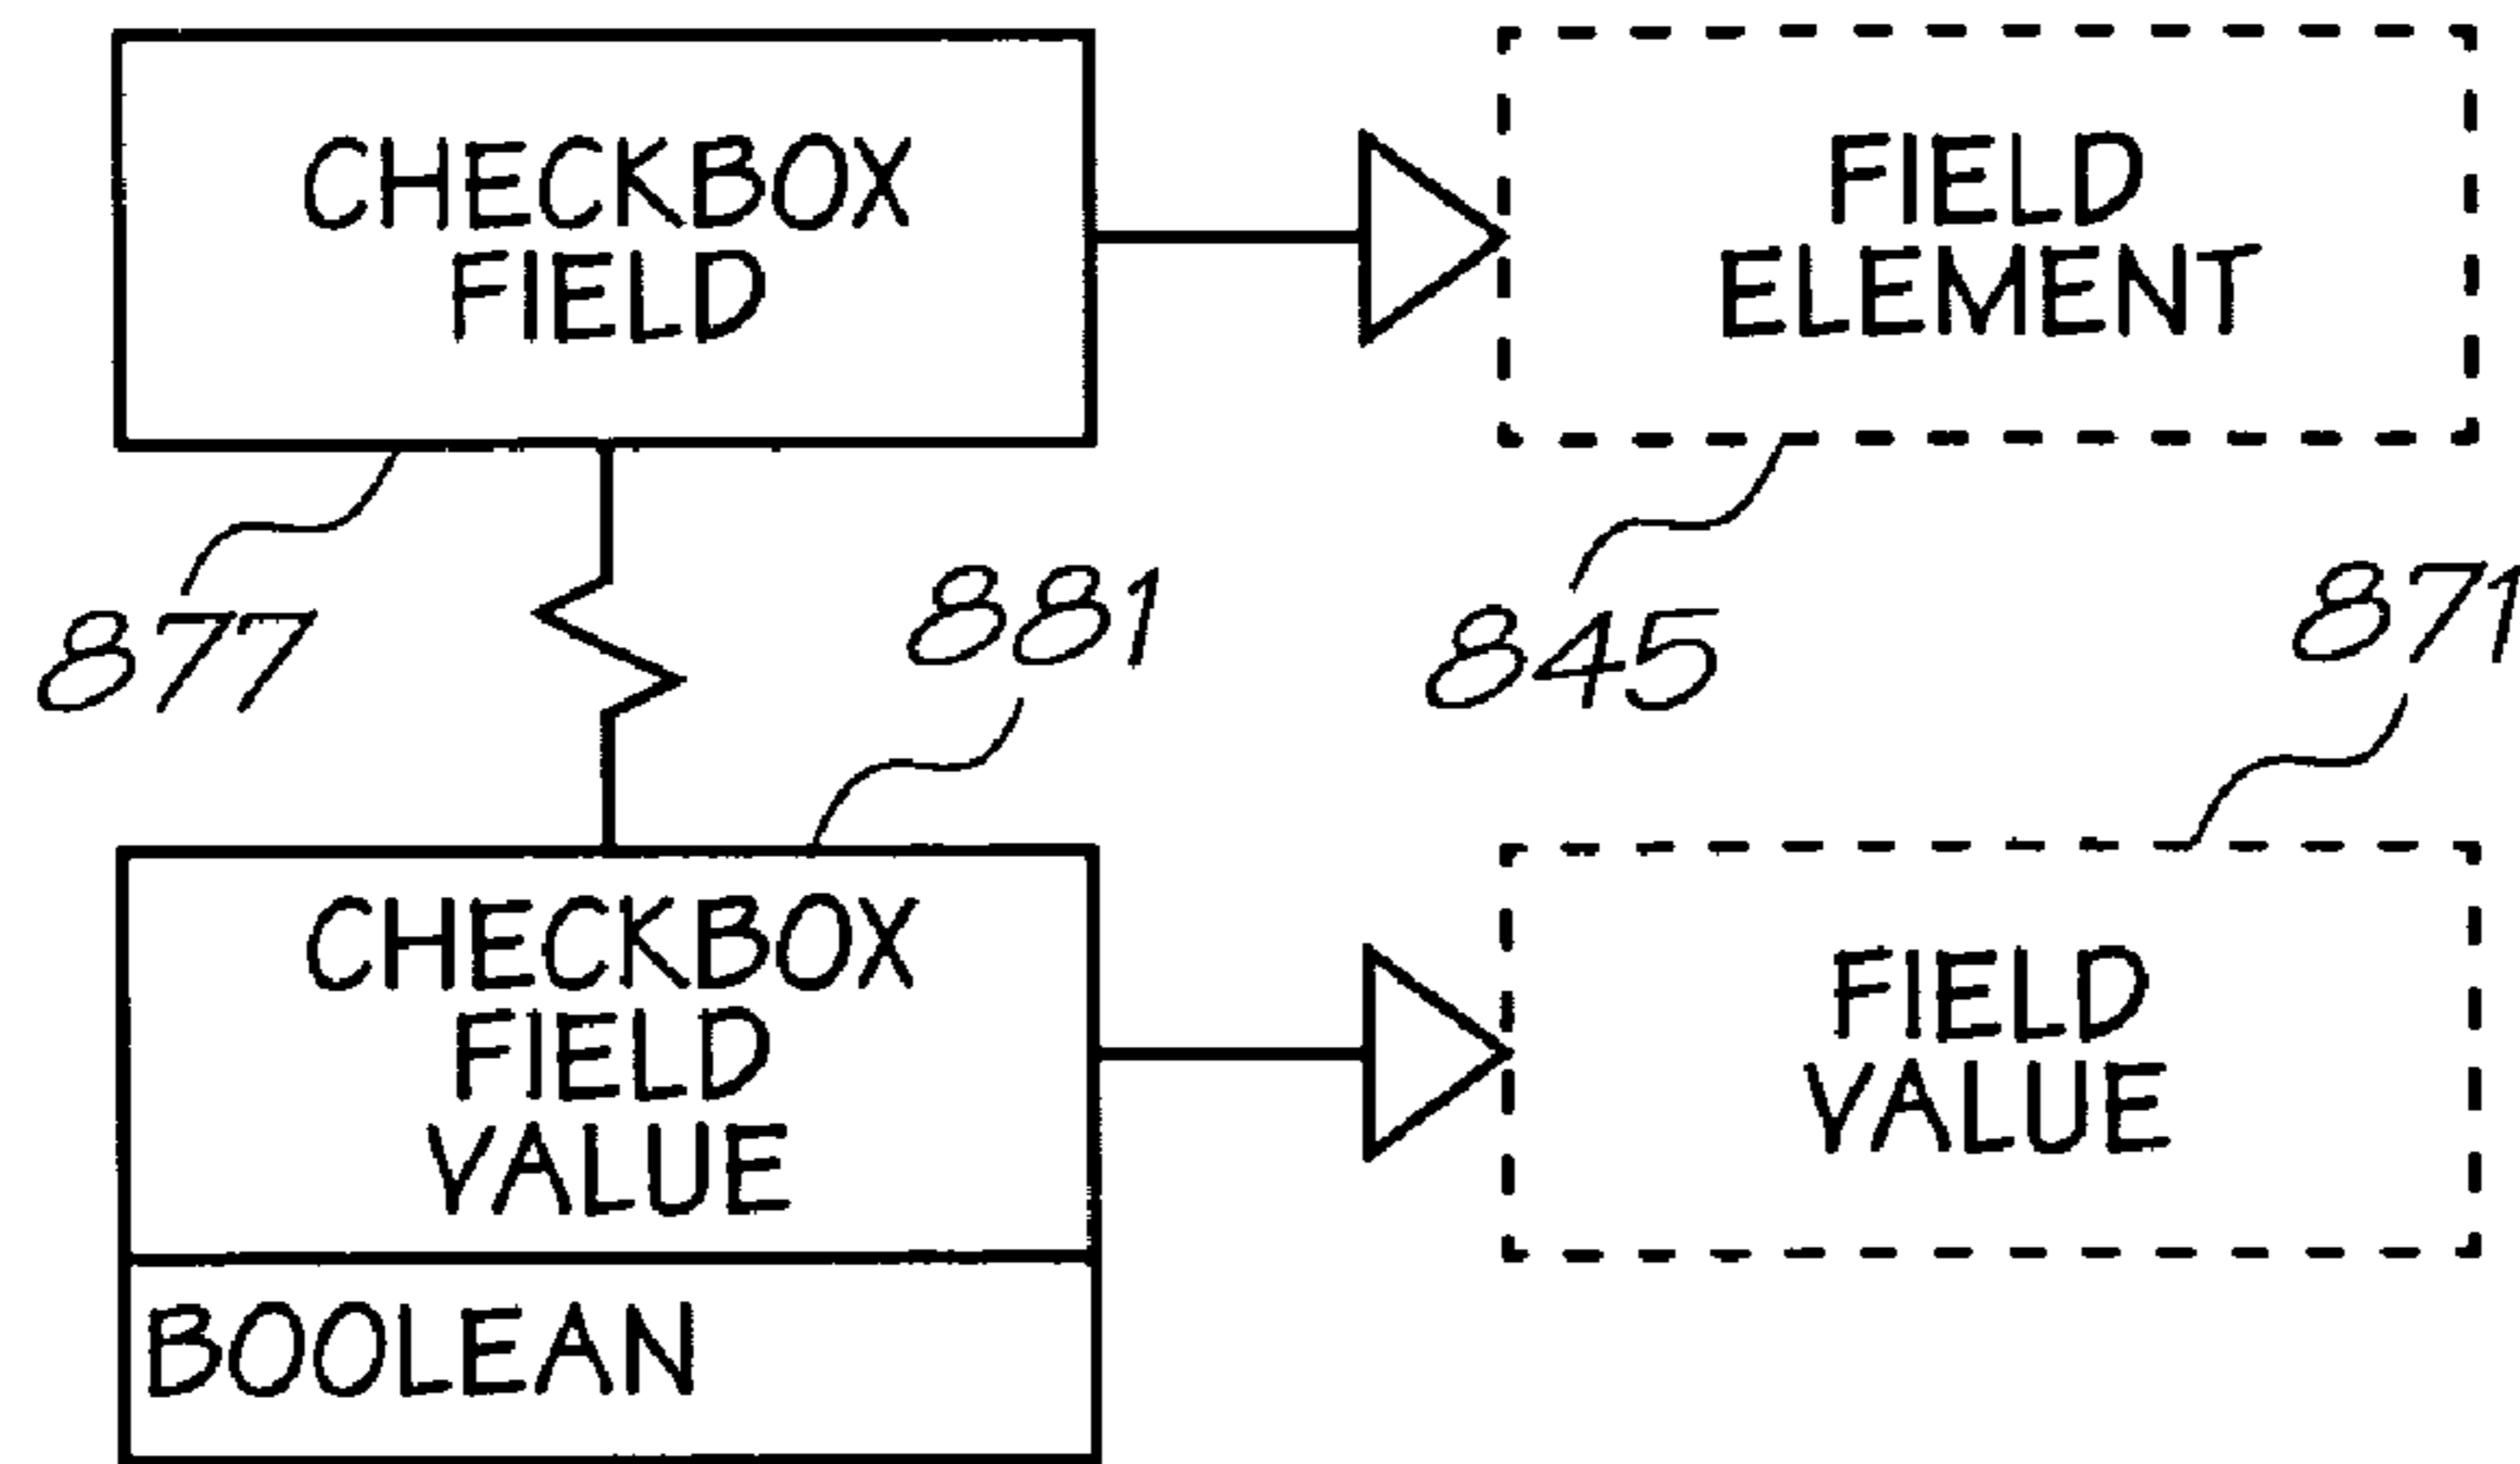 CHECKBOX
FIELD
FIELD
ELEMENT
877
881
845
871
CHECKBOX
FIELD
VALUE
FIELD
VALUE
BOOLEAN